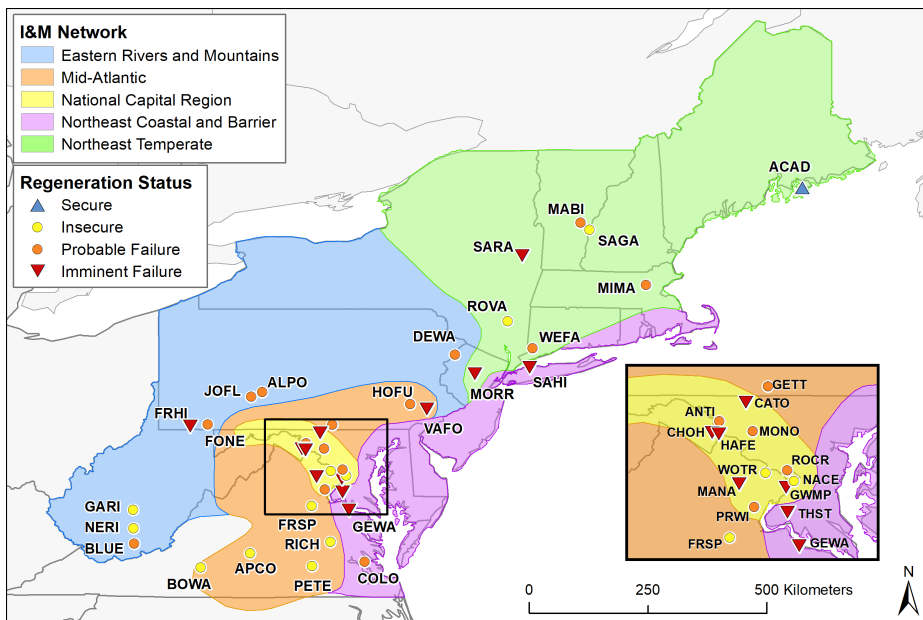 I&M Network
Eastern Rivers and Mountains
Mid-Atlantic
National Capital Region
Northeast Coastal and Barrier
Northeast Temperate
Regeneration Status
Secure
Insecure
Probable Failure
Imminent Failure
ACAD
MABI
SAGA
SARA
MIMA
ROVA
WEFA
DEWA
SAHI
MORR
JOFL
ALPO
HOFU
FRHI
VAFO
FONE
GARI
NERI
BLUE
FRSP
GEWA
RICH
APCO
BOWA
PETE
COLO
GETT
CATO
ANTI
CHOH
MONO
HAFE
WOTR
ROCR
NACE
MANA
GWMP
PRWI
THST
FRSP
GEWA
0 250 500 Kilometers
N